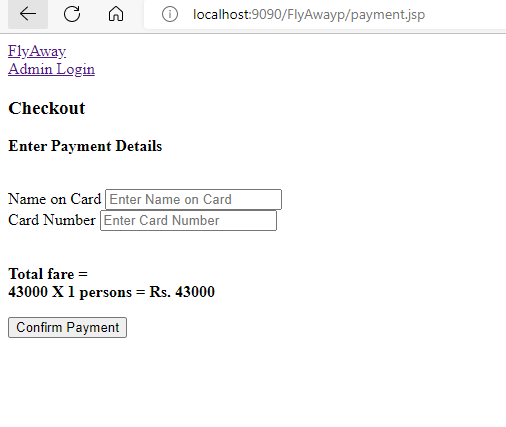 localhost:9090/FlyAwayp/payment.jsp
FlyAway
Admin Login
Checkout
Enter Payment Details
Name on Card Enter Name on Card
Card Number Enter Card Number
Total fare =
43000 X 1 persons = Rs. 43000
Confirm Payment